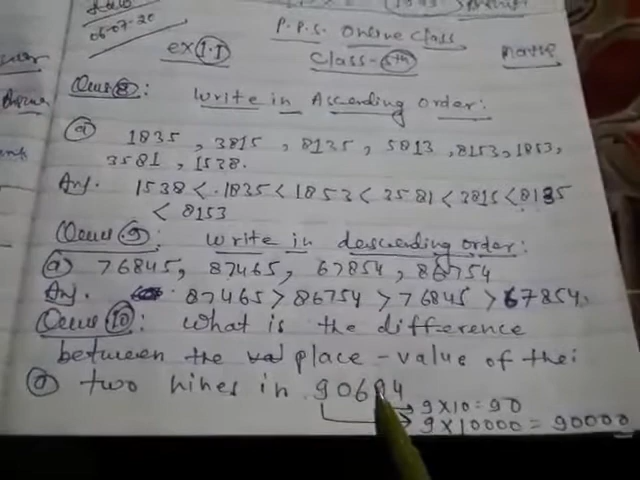 06-07-20
P.P.S. Online Class
ex 1.1
Class-6th
Maths
Ques 8: Write in Ascending Order:
a 1835, 3815, 8135, 5813, 8153, 1853,
3581, 1538.
Ans. 1538 < 1835 < 1853 < 3581 < 3815 < 8135
< 8153
Ques 9: Write in descending order:
a 76845, 87465, 67854, 86754
Ans. 87465 > 86754 > 76845 > 67854.
Ques 10: What is the difference
between the place-value of the
a two nines in 90694
9 x 10 = 90
9 x 10000 = 90000